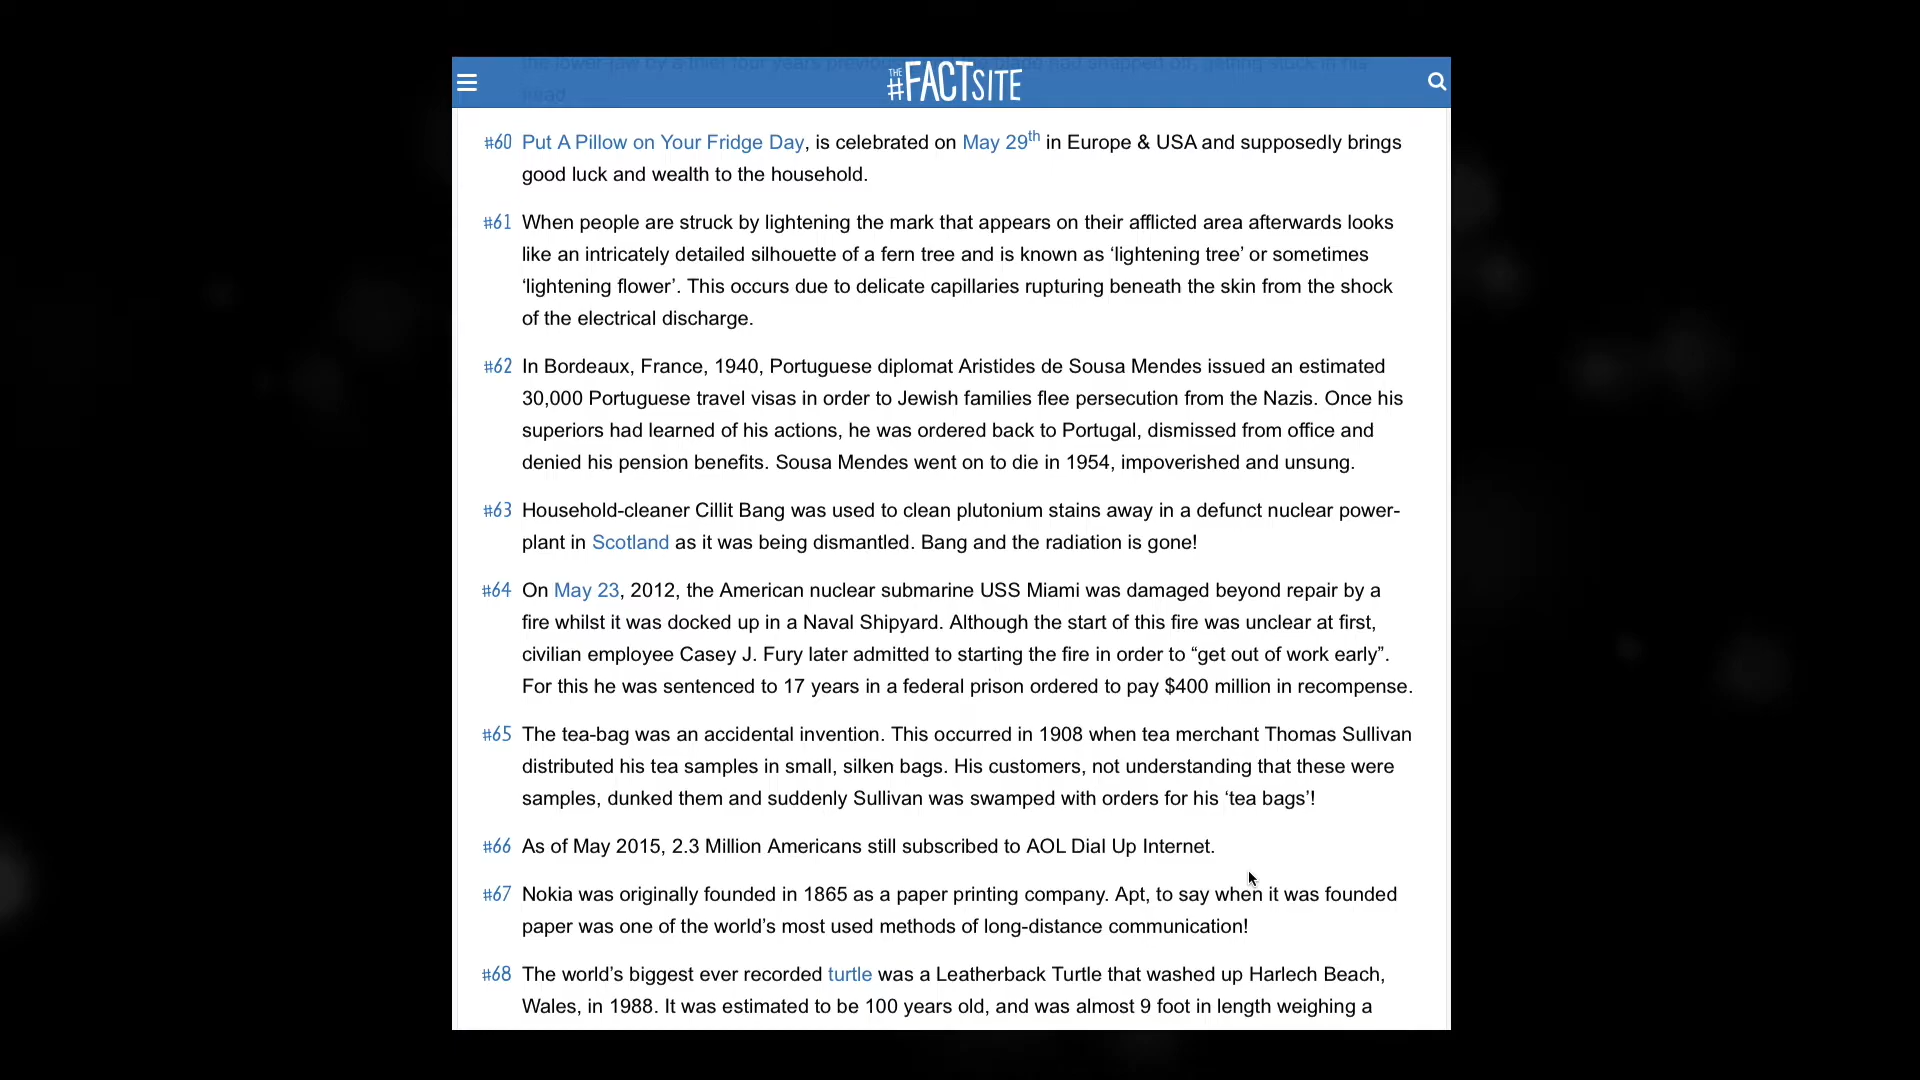 the lower-jaw by a thief four years previ
head
THE #FACTSITE
#60 Put A Pillow on Your Fridge Day, is celebrated on May 29th in Europe & USA and supposedly brings
good luck and wealth to the household.
#61 When people are struck by lightening the mark that appears on their afflicted area afterwards looks
like an intricately detailed silhouette of a fern tree and is known as ‘lightening tree’ or sometimes
‘lightening flower’. This occurs due to delicate capillaries rupturing beneath the skin from the shock
of the electrical discharge.
#62 In Bordeaux, France, 1940, Portuguese diplomat Aristides de Sousa Mendes issued an estimated
30,000 Portuguese travel visas in order to Jewish families flee persecution from the Nazis. Once his
superiors had learned of his actions, he was ordered back to Portugal, dismissed from office and
denied his pension benefits. Sousa Mendes went on to die in 1954, impoverished and unsung.
#63 Household-cleaner Cillit Bang was used to clean plutonium stains away in a defunct nuclear power-
plant in Scotland as it was being dismantled. Bang and the radiation is gone!
#64 On May 23, 2012, the American nuclear submarine USS Miami was damaged beyond repair by a
fire whilst it was docked up in a Naval Shipyard. Although the start of this fire was unclear at first,
civilian employee Casey J. Fury later admitted to starting the fire in order to “get out of work early”.
For this he was sentenced to 17 years in a federal prison ordered to pay $400 million in recompense.
#65 The tea-bag was an accidental invention. This occurred in 1908 when tea merchant Thomas Sullivan
distributed his tea samples in small, silken bags. His customers, not understanding that these were
samples, dunked them and suddenly Sullivan was swamped with orders for his ‘tea bags’!
#66 As of May 2015, 2.3 Million Americans still subscribed to AOL Dial Up Internet.
#67 Nokia was originally founded in 1865 as a paper printing company. Apt, to say when it was founded
paper was one of the world’s most used methods of long-distance communication!
#68 The world’s biggest ever recorded turtle was a Leatherback Turtle that washed up Harlech Beach,
Wales, in 1988. It was estimated to be 100 years old, and was almost 9 foot in length weighing a